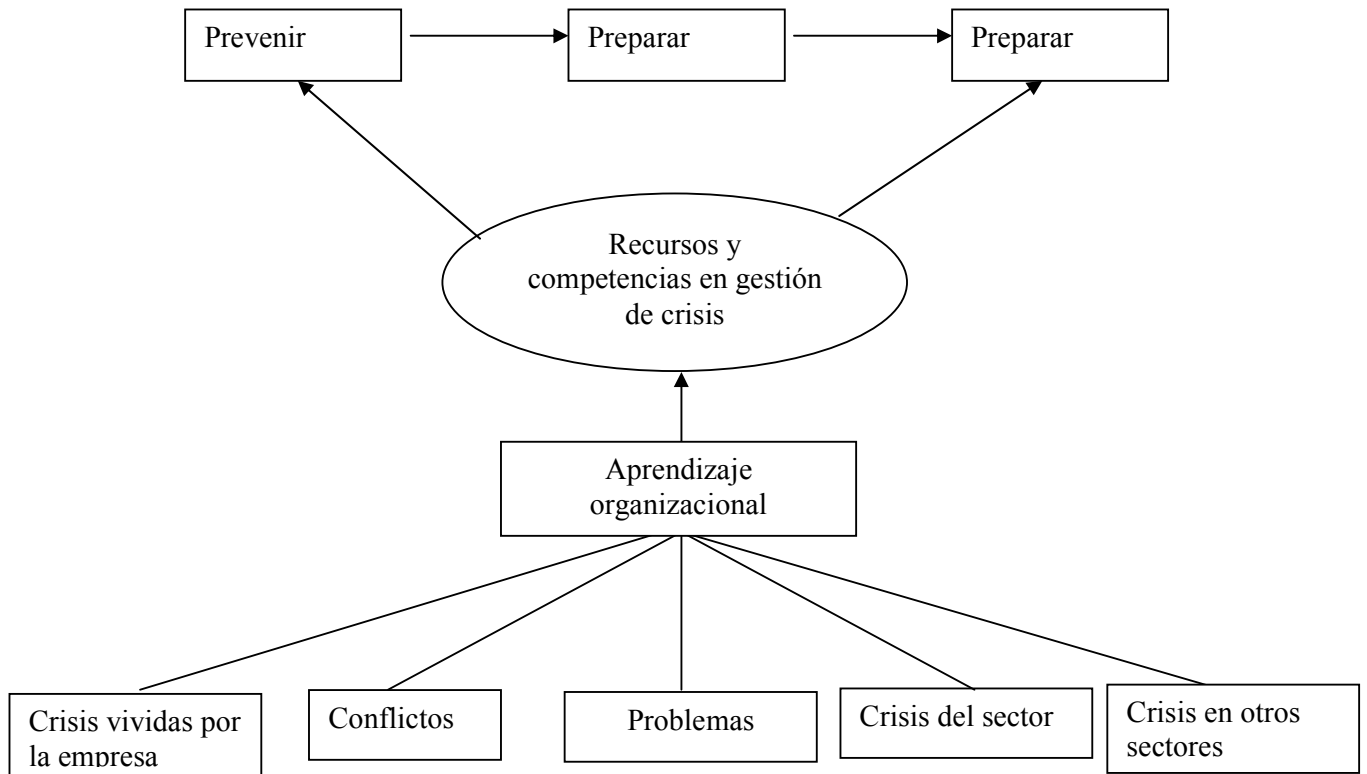 Prevenir
Preparar
Preparar
Recursos y
competencias en gestión
de crisis
Aprendizaje
organizacional
Crisis vividas por
la empresa
Conflictos
Problemas
Crisis del sector
Crisis en otros
sectores